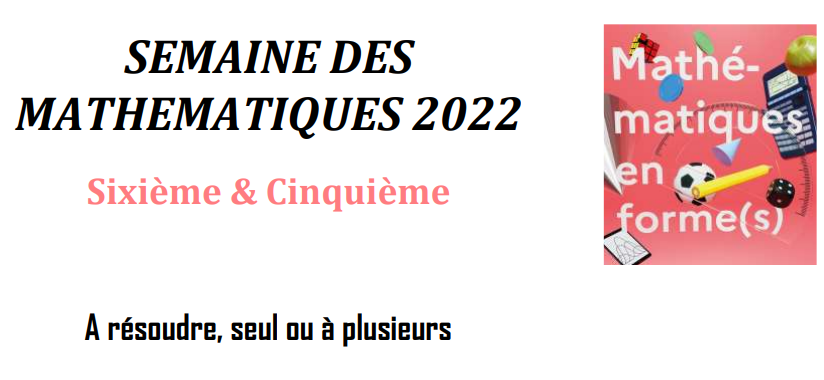 SEMAINE DES
MATHEMATIQUES 2022
Sixième & Cinquième
A résoudre, seul ou à plusieurs
Mathé-
matiques
en
forme(s)